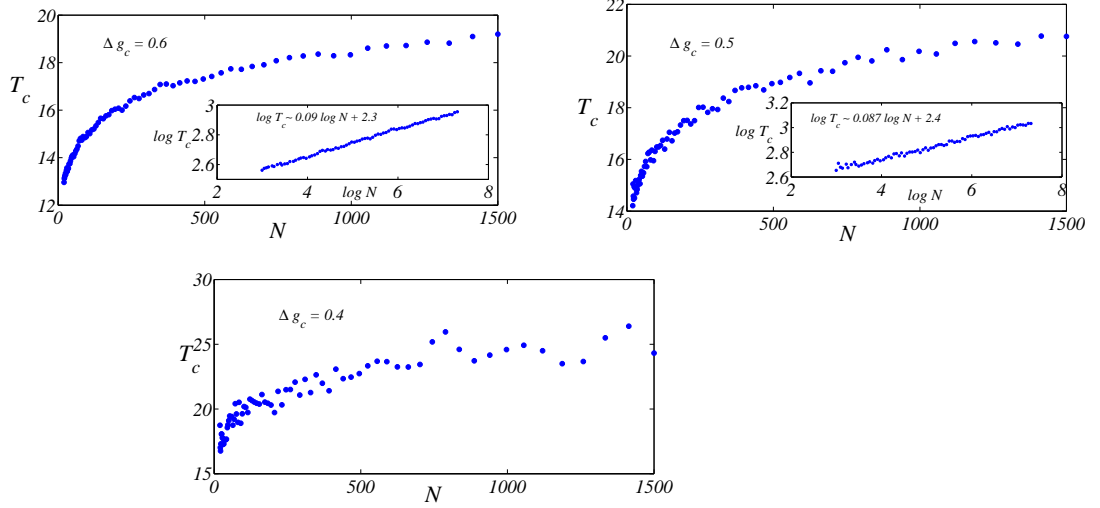 20
18
16
14
12
T_c
Δ g_c = 0.6
3
2.8
2.6
log T_c
log T_c ~ 0.09 log N + 2.3
2 4 6 8
log N
0 500 1000 1500
N
22
20
18
16
14
T_c
Δ g_c = 0.5
3.2
3
2.8
2.6
log T_c
log T_c ~ 0.087 log N + 2.4
2 4 6 8
log N
0 500 1000 1500
N
30
25
20
15
T_c
Δ g_c = 0.4
0 500 1000 1500
N